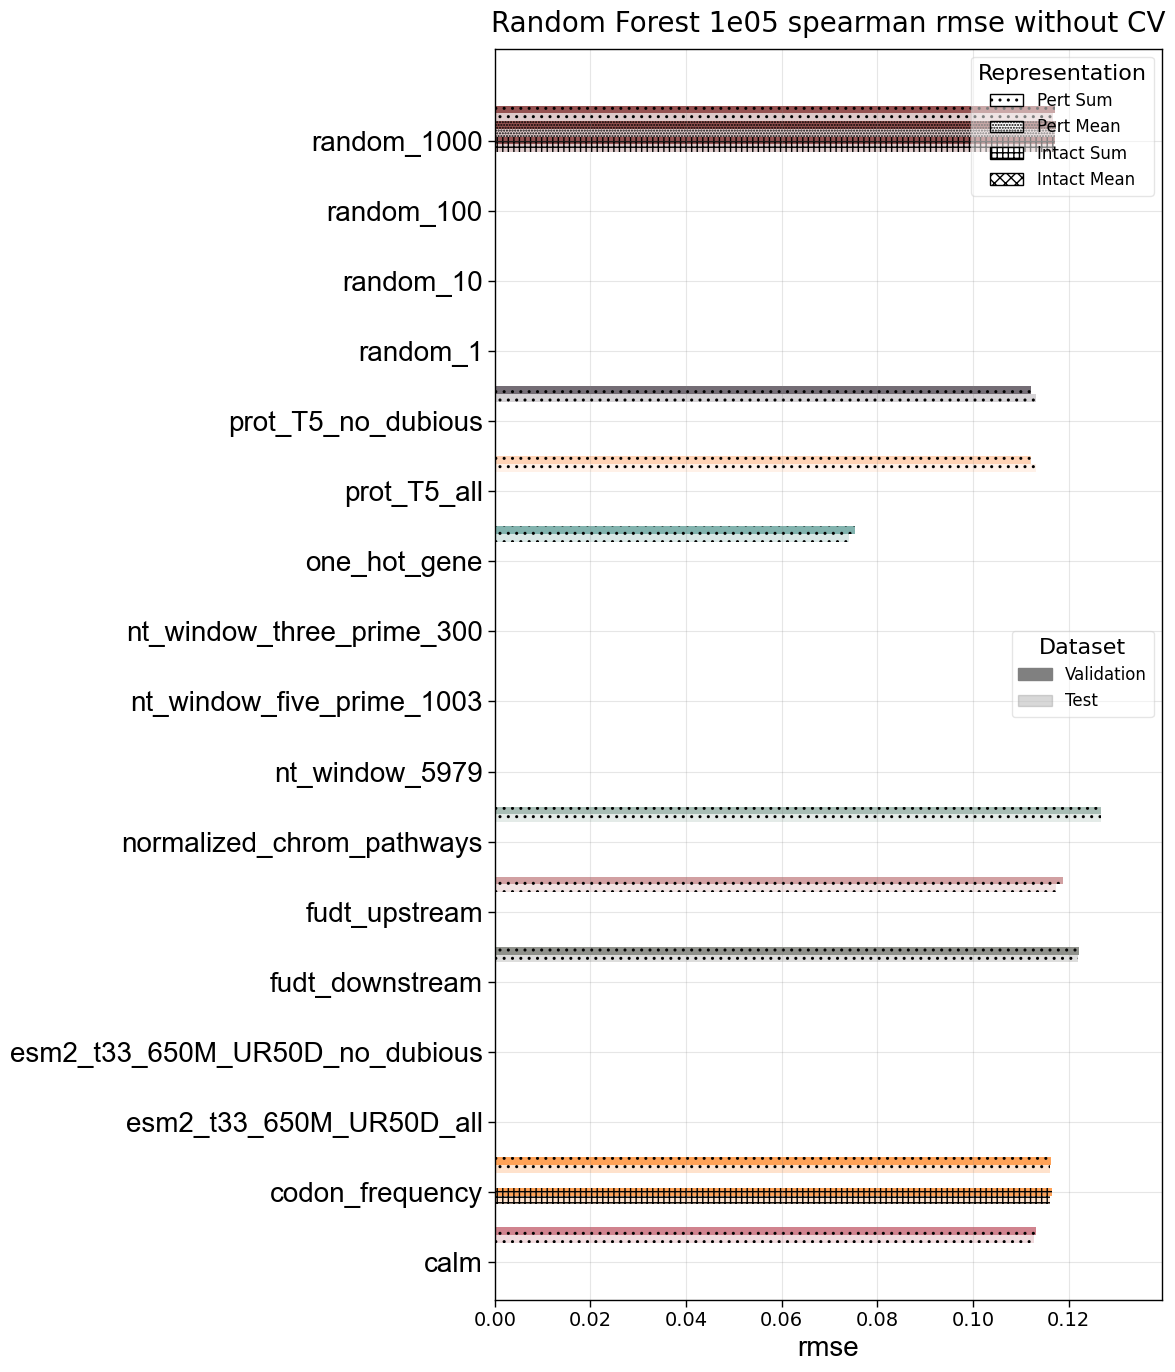 Random Forest 1e05 spearman rmse without CV
Representation
Pert Sum
Pert Mean
Intact Sum
Intact Mean
random_1000
random_100
random_10
random_1
prot_T5_no_dubious
prot_T5_all
one_hot_gene
nt_window_three_prime_300
Dataset
Validation
Test
nt_window_five_prime_1003
nt_window_5979
normalized_chrom_pathways
fudt_upstream
fudt_downstream
esm2_t33_650M_UR50D_no_dubious
esm2_t33_650M_UR50D_all
codon_frequency
calm
0.00 0.02 0.04 0.06 0.08 0.10 0.12
rmse